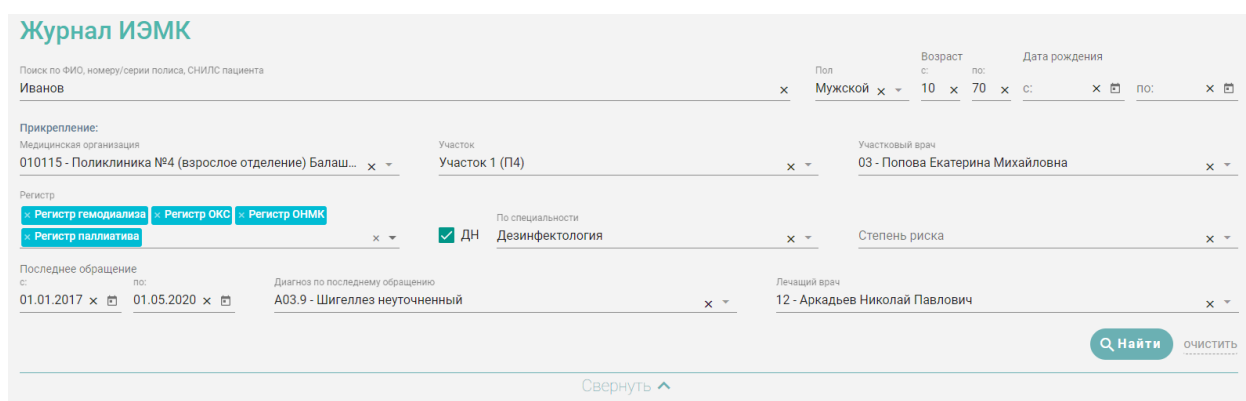 Журнал ИЭМК
Возраст Дата рождения
Поиск по ФИО, номеру/серии полиса, СНИЛС пациента Пол с: по:
Иванов Мужской 10 70 с: по:
Прикрепление:
Медицинская организация Участок Участковый врач
010115 - Поликлиника №4 (взрослое отделение) Балаш... Участок 1 (П4) 03 - Попова Екатерина Михайловна
Регистр
× Регистр гемодиализа × Регистр ОКС × Регистр ОНМК
По специальности
× Регистр паллиатива ДН Дезинфектология Степень риска
Последнее обращение
с: по: Диагноз по последнему обращению Лечащий врач
01.01.2017 01.05.2020 А03.9 - Шигеллез неуточненный 12 - Аркадьев Николай Павлович
Найти очистить
Свернуть